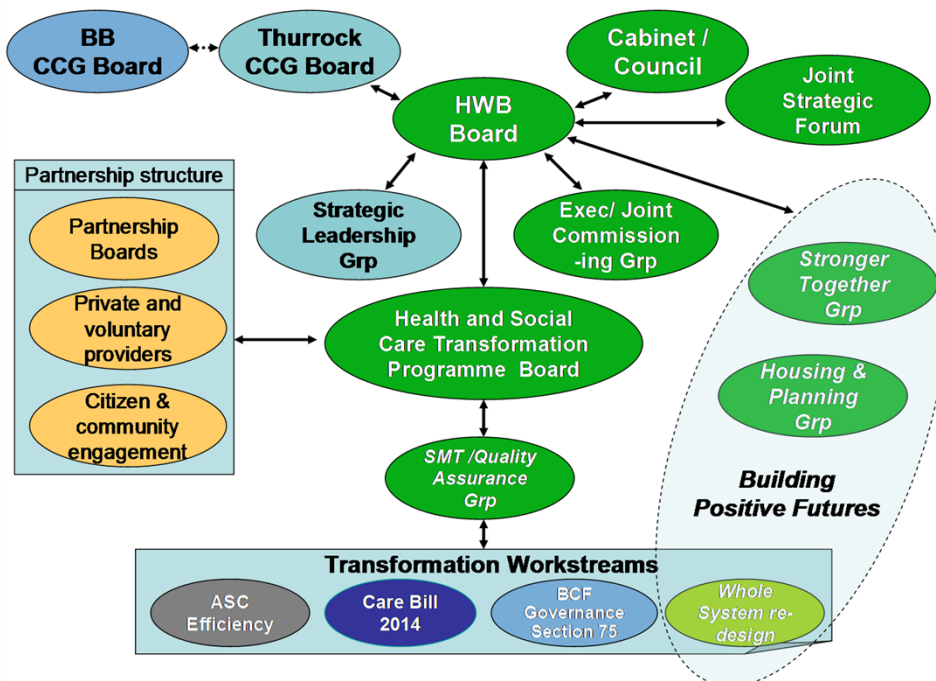 BB
CCG Board
Thurrock
CCG Board
Cabinet /
Council
Joint
Strategic
Forum
HWB
Board
Partnership structure
Partnership
Boards
Private and
voluntary
providers
Citizen &
community
engagement
Strategic
Leadership
Grp
Exec/ Joint
Commission
-ing Grp
Stronger
Together
Grp
Health and Social
Care Transformation
Programme Board
Housing &
Planning
Grp
SMT /Quality
Assurance
Grp
Building
Positive Futures
Transformation Workstreams
ASC
Efficiency
Care Bill
2014
BCF
Governance
Section 75
Whole
System re-
design